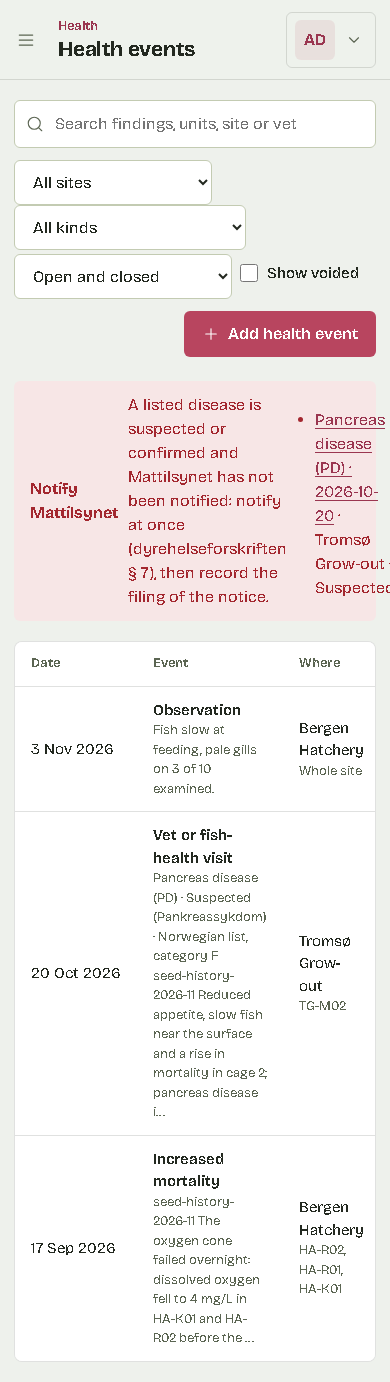 Health
Health events
AD
Search findings, units, site or vet
All sites
All kinds
Open and closed
Show voided
+ Add health event
Notify
Mattilsynet
A listed disease is
suspected or
confirmed and
Mattilsynet has not
been notified: notify
at once
(dyrehelseforskriften
§ 7), then record the
filing of the notice.
• Pancreas
disease
(PD) ·
2026-10-
20 ·
Tromsø
Grow-out ·
Suspected
Date Event Where
3 Nov 2026
Observation
Fish slow at
feeding, pale gills
on 3 of 10
examined.
Bergen
Hatchery
Whole site
20 Oct 2026
Vet or fish-
health visit
Pancreas disease
(PD) · Suspected
(Pankreassykdom)
· Norwegian list,
category F
seed-history-
2026-11 Reduced
appetite, slow fish
near the surface
and a rise in
mortality in cage 2;
pancreas disease
i...
Tromsø
Grow-
out
TG-M02
17 Sep 2026
Increased
mortality
seed-history-
2026-11 The
oxygen cone
failed overnight:
dissolved oxygen
fell to 4 mg/L in
HA-K01 and HA-
R02 before the ...
Bergen
Hatchery
HA-R02,
HA-R01,
HA-K01